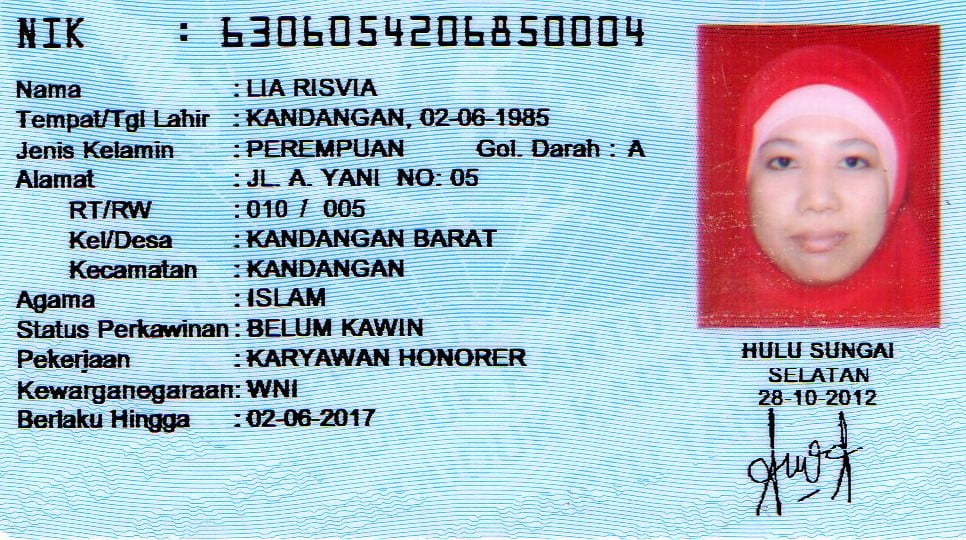 NIK : 6306054206850004
Nama : LIA RISVIA
Tempat/Tgl Lahir : KANDANGAN, 02-06-1985
Jenis Kelamin : PEREMPUAN Gol. Darah : A
Alamat : JL. A. YANI NO: 05
RT/RW : 010 / 005
Kel/Desa : KANDANGAN BARAT
Kecamatan : KANDANGAN
Agama : ISLAM
Status Perkawinan : BELUM KAWIN
Pekerjaan : KARYAWAN HONORER
Kewarganegaraan: WNI
Berlaku Hingga : 02-06-2017
HULU SUNGAI
SELATAN
28-10-2012